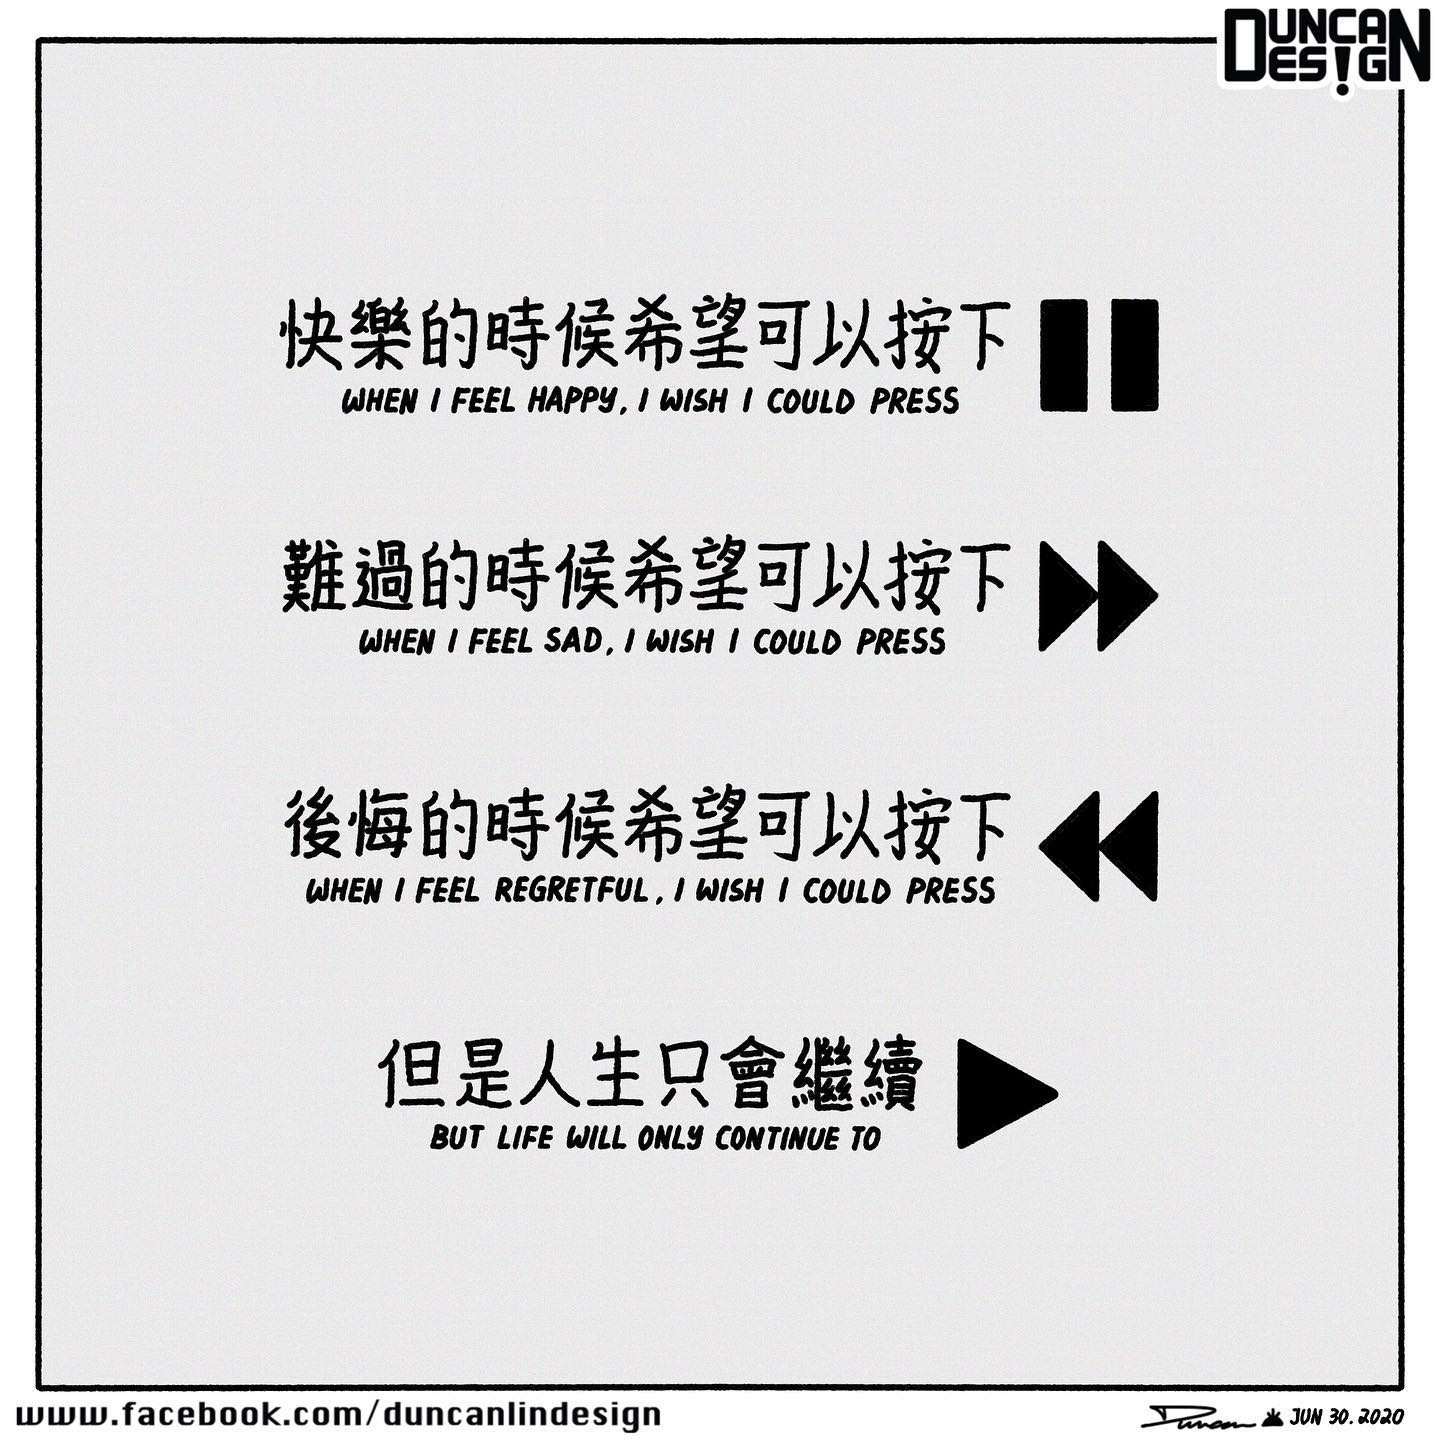 DUNCAN
DES!GN
快樂的時候希望可以按下
WHEN I FEEL HAPPY, I WISH I COULD PRESS
難過的時候希望可以按下
WHEN I FEEL SAD, I WISH I COULD PRESS
後悔的時候希望可以按下
WHEN I FEEL REGRETFUL, I WISH I COULD PRESS
但是人生只會繼續
BUT LIFE WILL ONLY CONTINUE TO
www.facebook.com/duncanlindesign
Duncan JUN 30.2020